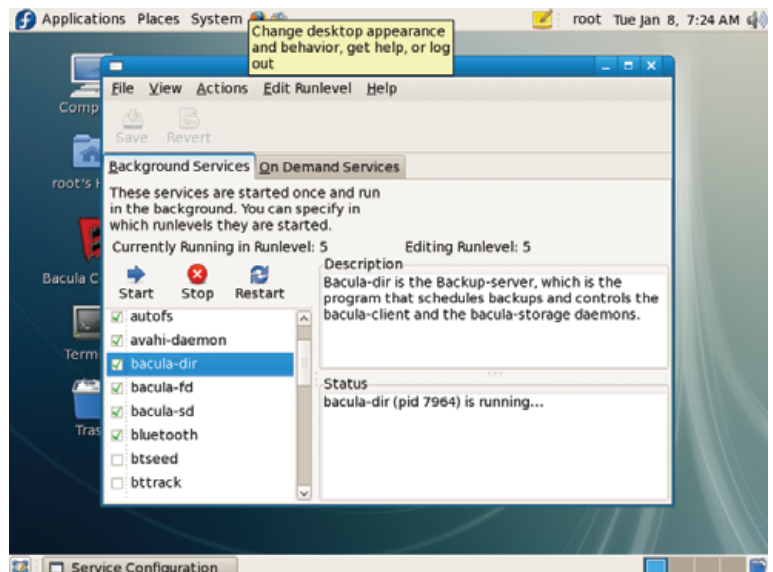 Applications Places System
root Tue Jan 8, 7:24 AM
Change desktop appearance
and behavior, get help, or log
out
File View Actions Edit Runlevel Help
Save Revert
Background Services On Demand Services
These services are started once and run
in the background. You can specify in
which runlevels they are started.
Currently Running in Runlevel: 5 Editing Runlevel: 5
Start Stop Restart
autofs
avahi-daemon
bacula-dir
bacula-fd
bacula-sd
bluetooth
btseed
bttrack
Description
Bacula-dir is the Backup-server, which is the
program that schedules backups and controls the
bacula-client and the bacula-storage daemons.
Status
bacula-dir (pid 7964) is running...
Comp
root's H
Bacula C
Term
Tras
Service Configuration